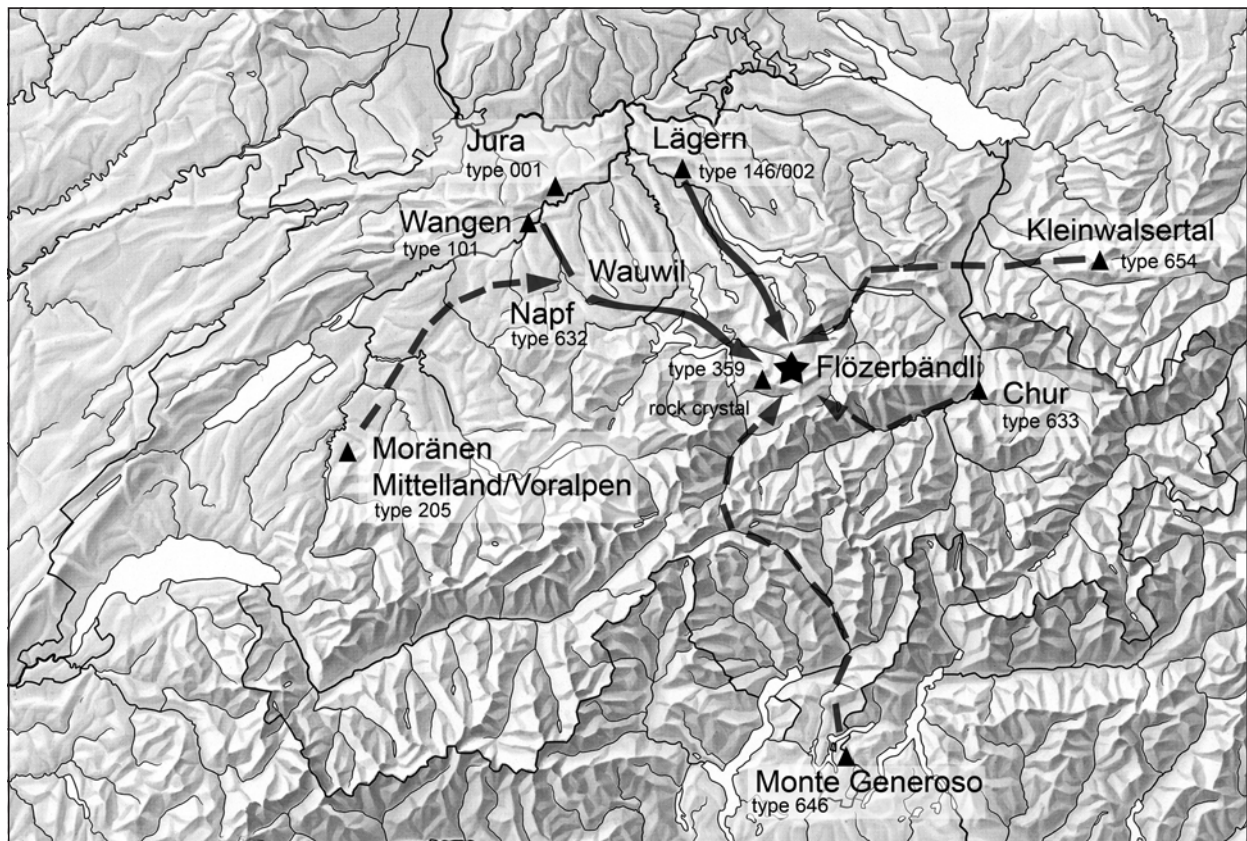 Jura
type 001
Lägern
type 146/002
Wangen
type 101
Kleinwalsertal
type 654
Wauwil
Napf
type 632
type 359
Flözerbändli
rock crystal
Chur
type 633
Moränen
Mittelland/Voralpen
type 205
Monte Generoso
type 646